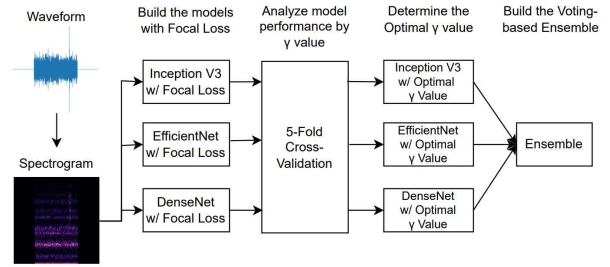 Waveform
Spectrogram
Build the models
with Focal Loss
Analyze model
performance by
γ value
Determine the
Optimal γ value
Build the Voting-
based Ensemble
Inception V3
w/ Focal Loss
EfficientNet
w/ Focal Loss
DenseNet
w/ Focal Loss
5-Fold
Cross-
Validation
Inception V3
w/ Optimal
γ Value
EfficientNet
w/ Optimal
γ Value
DenseNet
w/ Optimal
γ Value
Ensemble